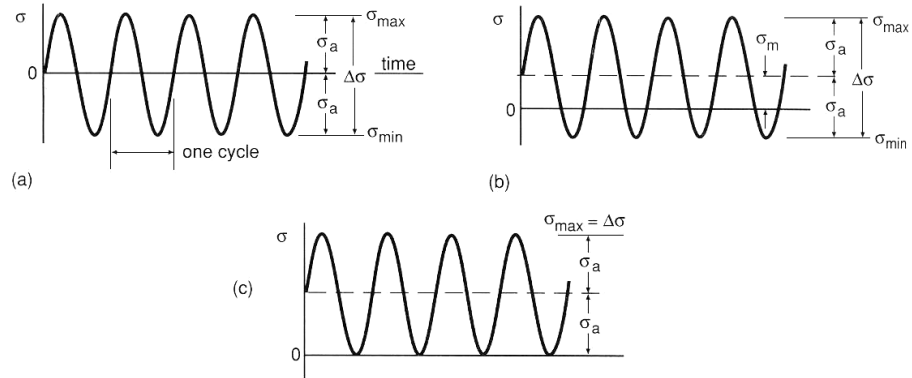 σ
σmax
σa
0
time
Δσ
σa
σmin
one cycle
(a)
σ
σmax
σm
σa
Δσ
0
σa
σmin
(b)
σ
σmax = Δσ
σa
(c)
σa
0